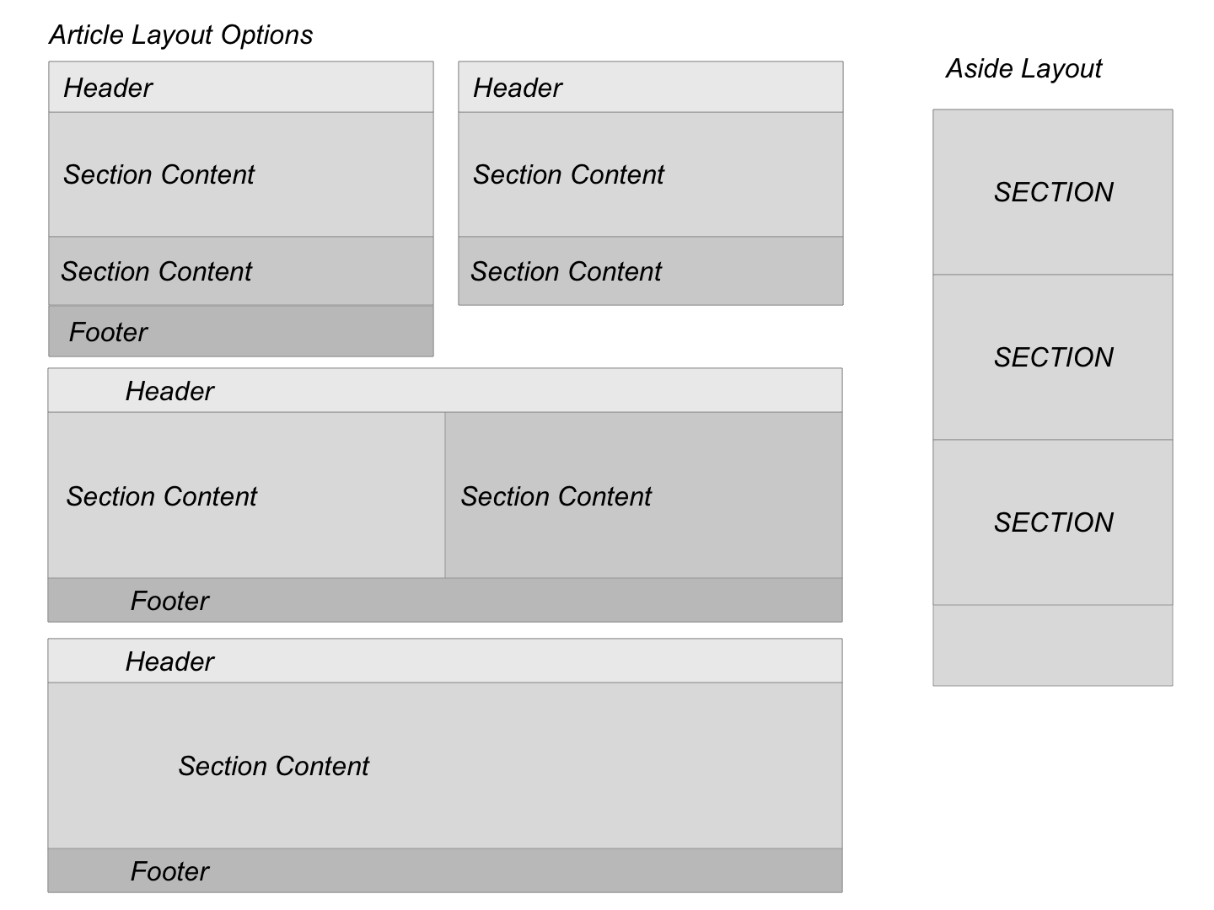 Article Layout Options
Header
Section Content
Section Content
Footer
Header
Section Content
Section Content
Header
Section Content
Section Content
Footer
Header
Section Content
Footer
Aside Layout
SECTION
SECTION
SECTION